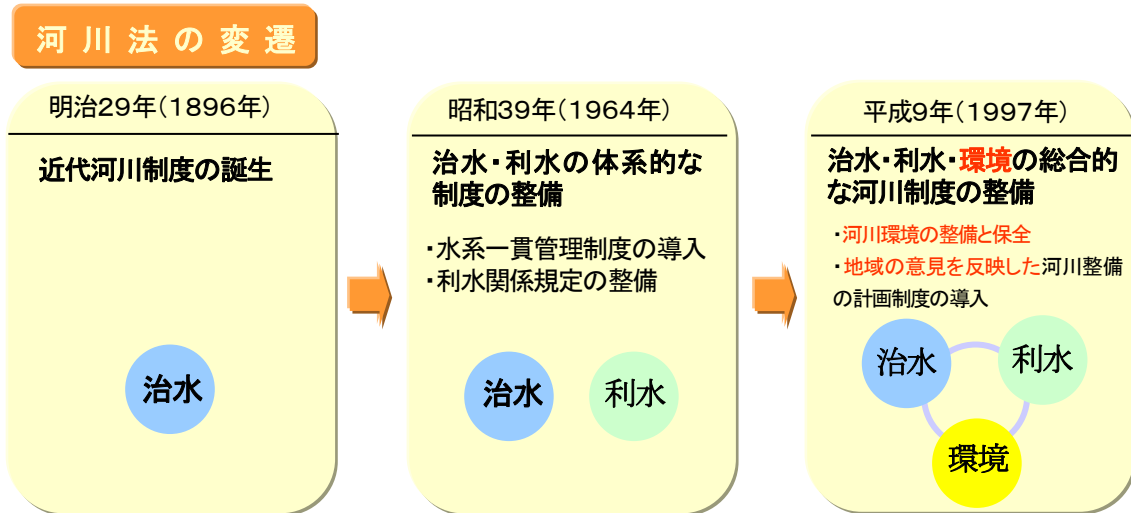 河川法の変遷
明治29年(1896年)
近代河川制度の誕生
治水
昭和39年(1964年)
治水・利水の体系的な
制度の整備
・水系一貫管理制度の導入
・利水関係規定の整備
治水
利水
平成9年(1997年)
治水・利水・環境の総合的
な河川制度の整備
・河川環境の整備と保全
・地域の意見を反映した河川整備
の計画制度の導入
治水
利水
環境